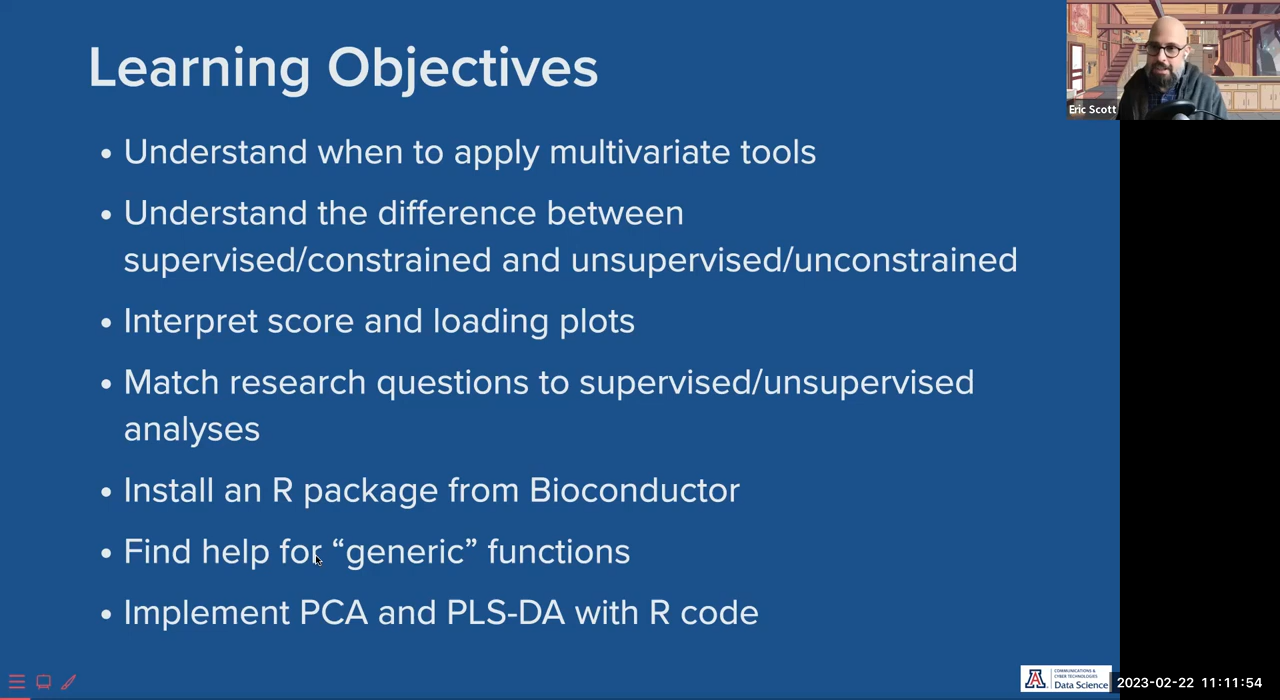 Learning Objectives
Eric Scott
• Understand when to apply multivariate tools
• Understand the difference between
supervised/constrained and unsupervised/unconstrained
• Interpret score and loading plots
• Match research questions to supervised/unsupervised
analyses
• Install an R package from Bioconductor
• Find help for “generic” functions
• Implement PCA and PLS-DA with R code
A
COMMUNICATIONS &
CYBER TECHNOLOGIES
Data Science
2023-02-22 11:11:54